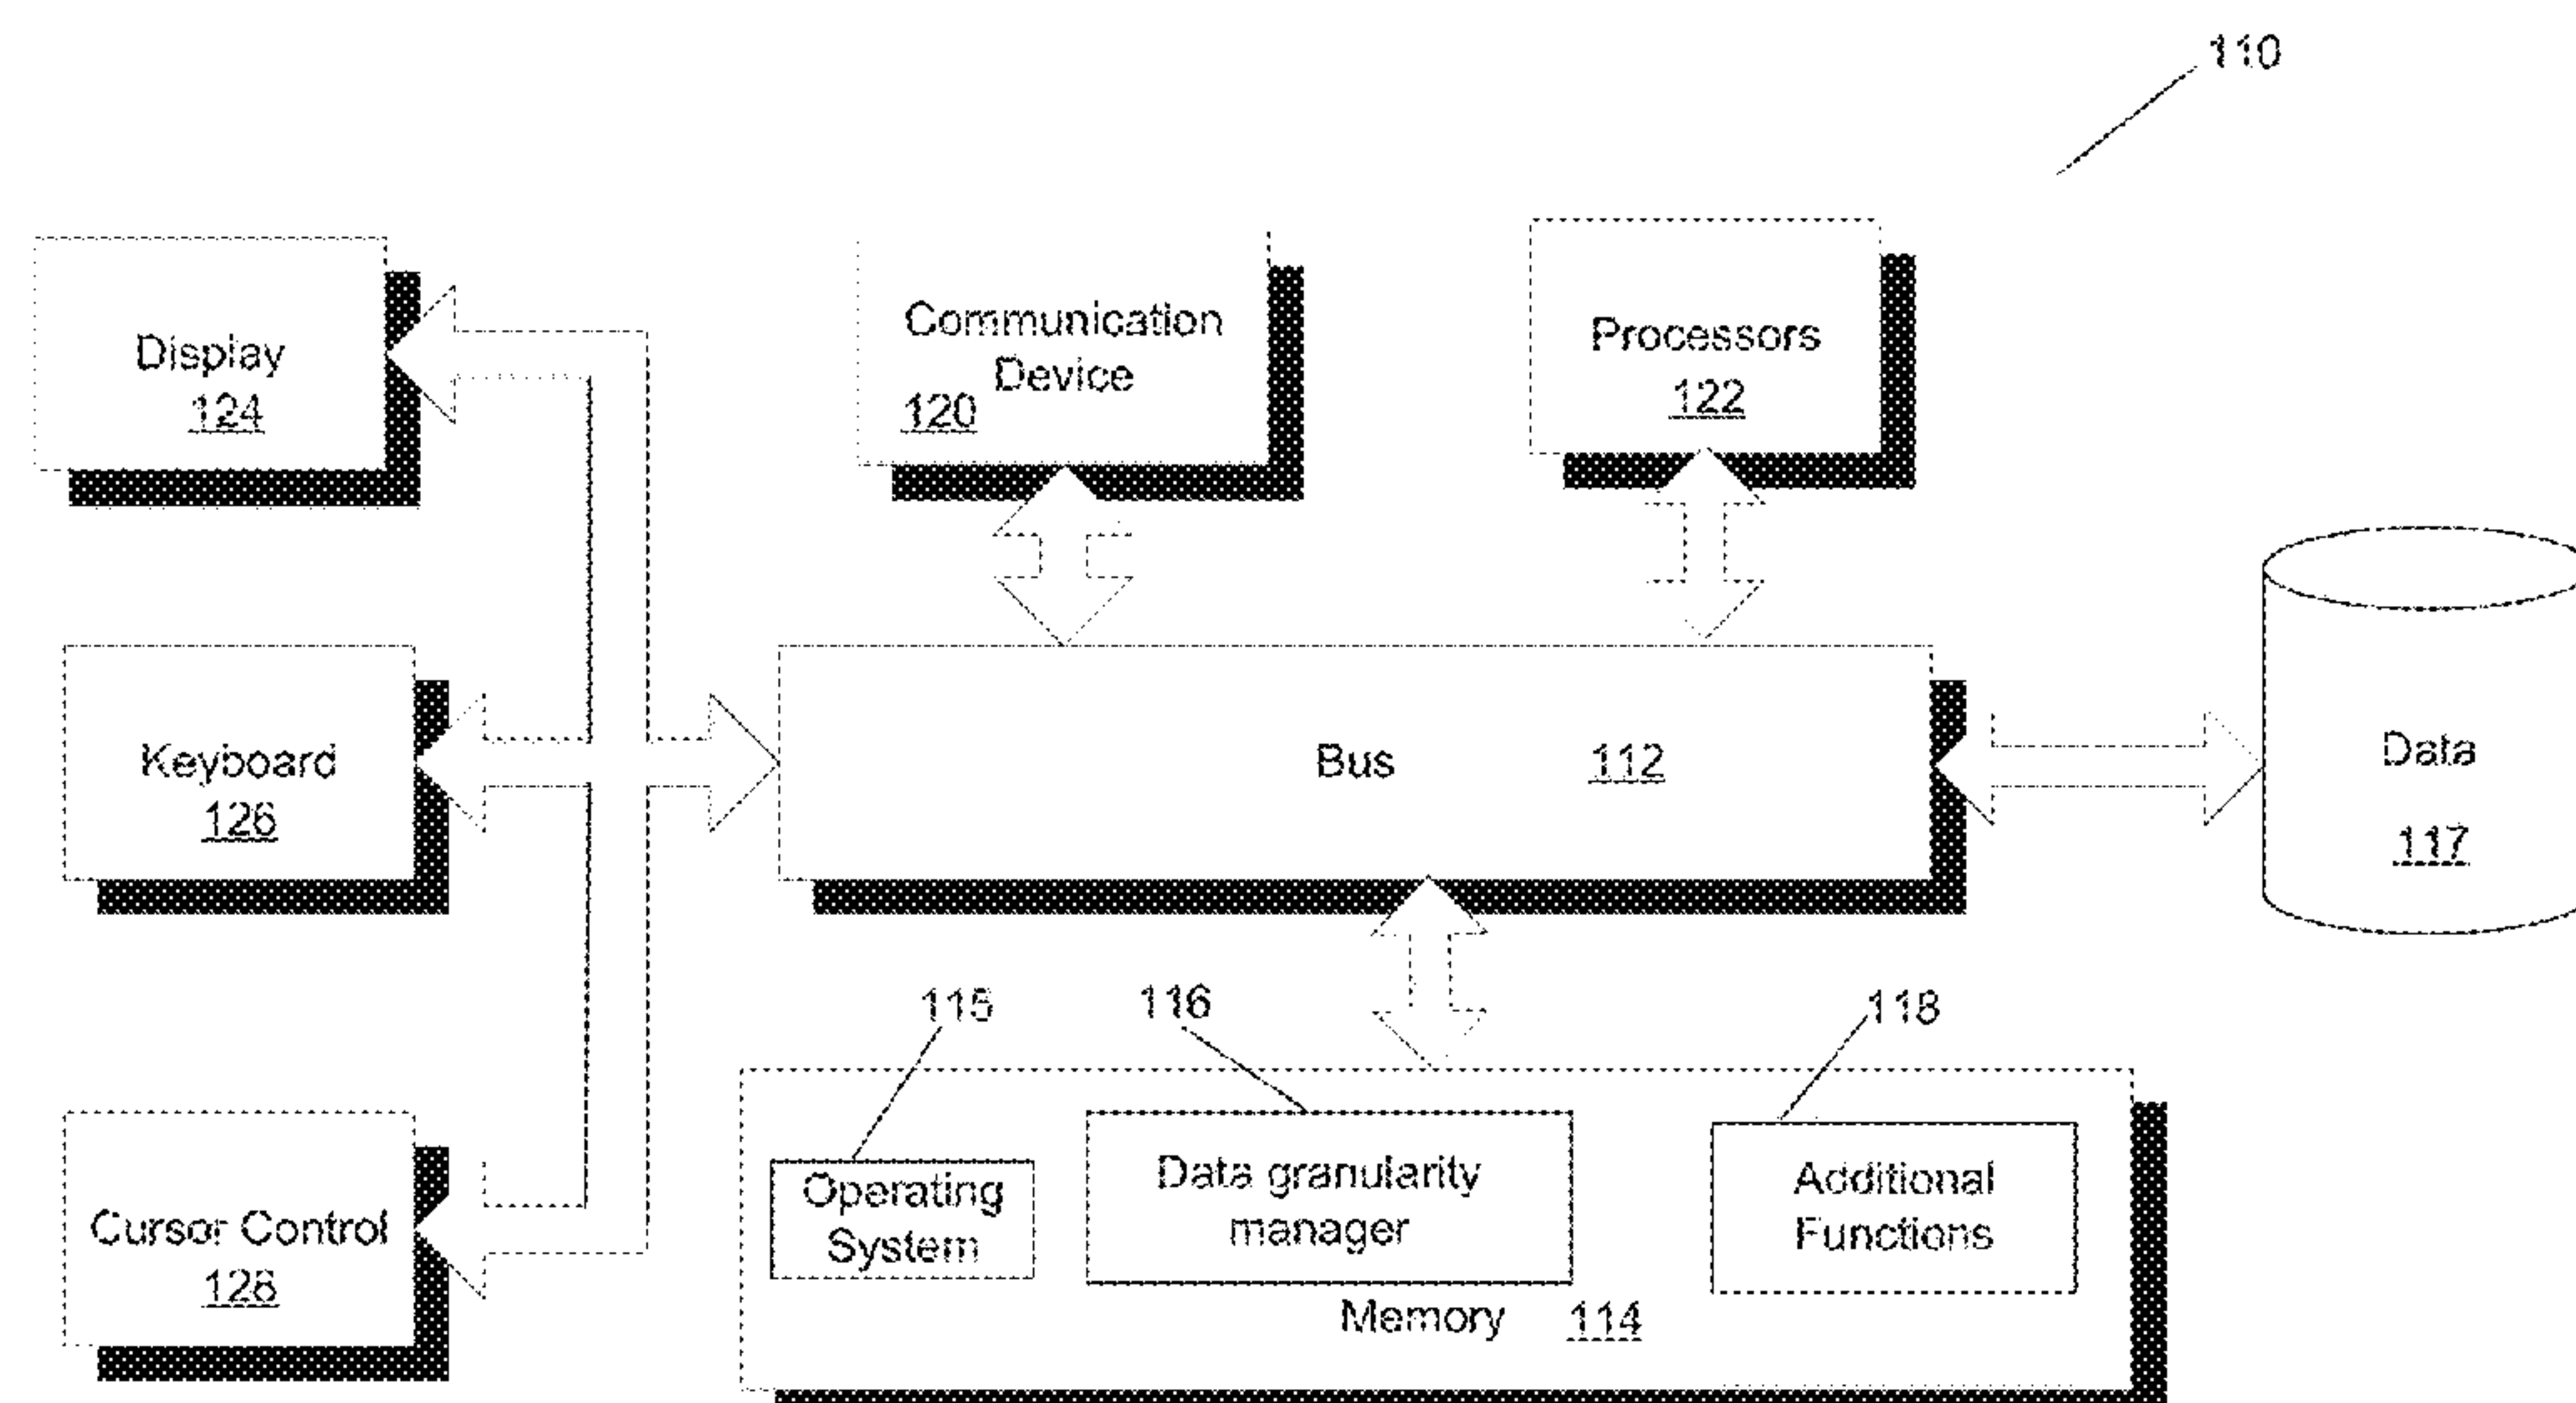 110
Display
124
Communication
Device
120
Processors
122
Keyboard
126
Bus 112
Data
117
115
116
118
Cursor Control
128
Operating
System
Data granularity
manager
Additional
Functions
Memory 114